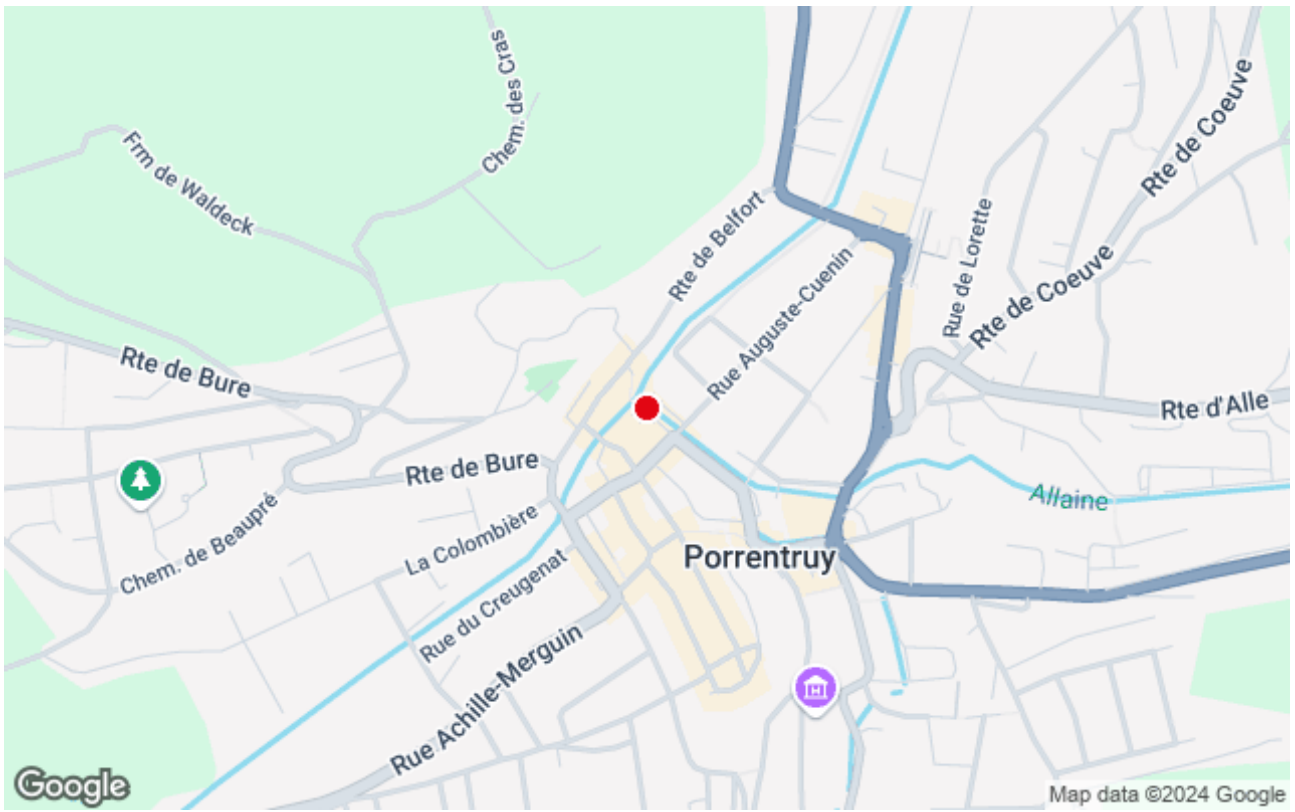 Chem. des Cras
Frm de Waldeck
Rte de Coeuve
Rte de Belfort
Rue de Lorette
Rue Auguste-Cuenin
Rte de Coeuve
Rte de Bure
Rte d'Alle
Rte de Bure
Allaine
Chem. de Beaupré
La Colombière
Porrentruy
Rue du Creugenat
Rue Achille-Merguin
H
Google
Map data ©2024 Google